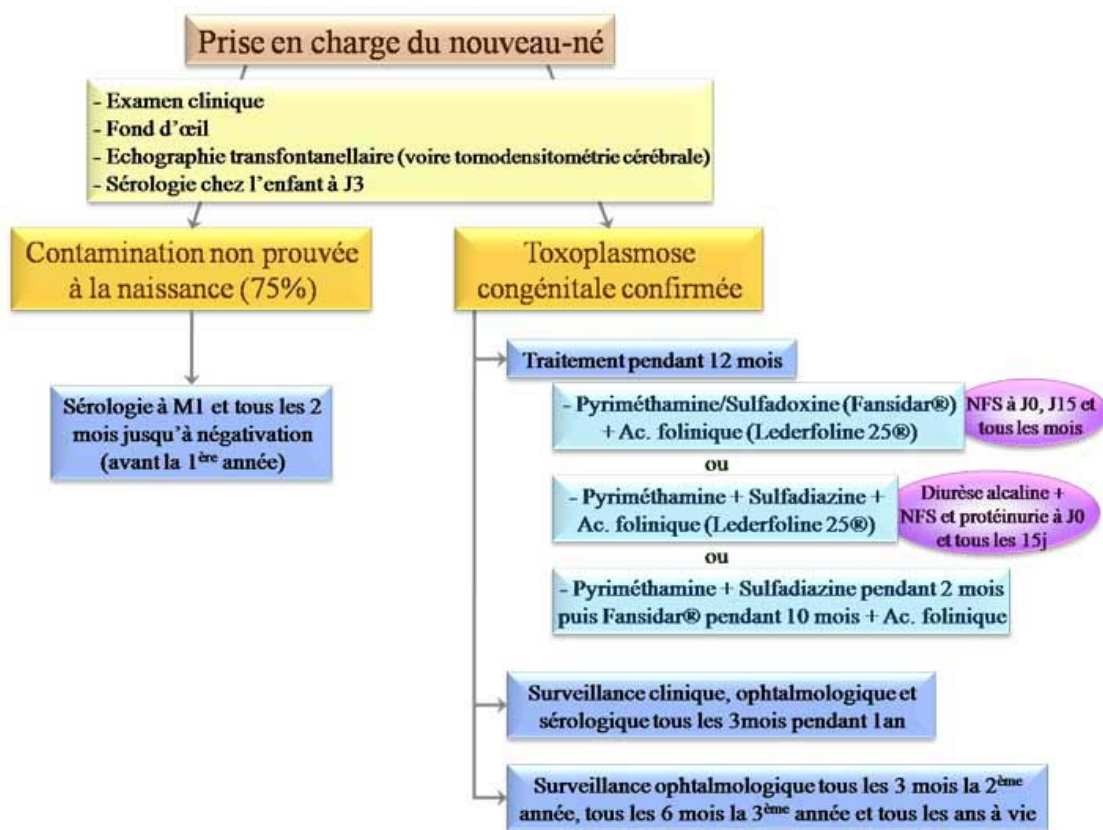 Prise en charge du nouveau-né
- Examen clinique
- Fond d'œil
- Echographie transfontanellaire (voire tomodensitométrie cérébrale)
- Sérologie chez l'enfant à J3
Contamination non prouvée
à la naissance (75%)
Sérologie à M1 et tous les 2
mois jusqu'à négativation
(avant la 1ère année)
Toxoplasmose
congénitale confirmée
Traitement pendant 12 mois
- Pyriméthamine/Sulfadoxine (Fansidar®)
+ Ac. folinique (Lederfoline 25®)
NFS à J0, J15 et
tous les mois
ou
- Pyriméthamine + Sulfadiazine +
Ac. folinique (Lederfoline 25®)
Diurèse alcaline +
NFS et protéinurie à J0
et tous les 15j
ou
- Pyriméthamine + Sulfadiazine pendant 2 mois
puis Fansidar® pendant 10 mois + Ac. folinique
Surveillance clinique, ophtalmologique et
sérologique tous les 3mois pendant 1an
Surveillance ophtalmologique tous les 3 mois la 2ème
année, tous les 6 mois la 3ème année et tous les ans à vie